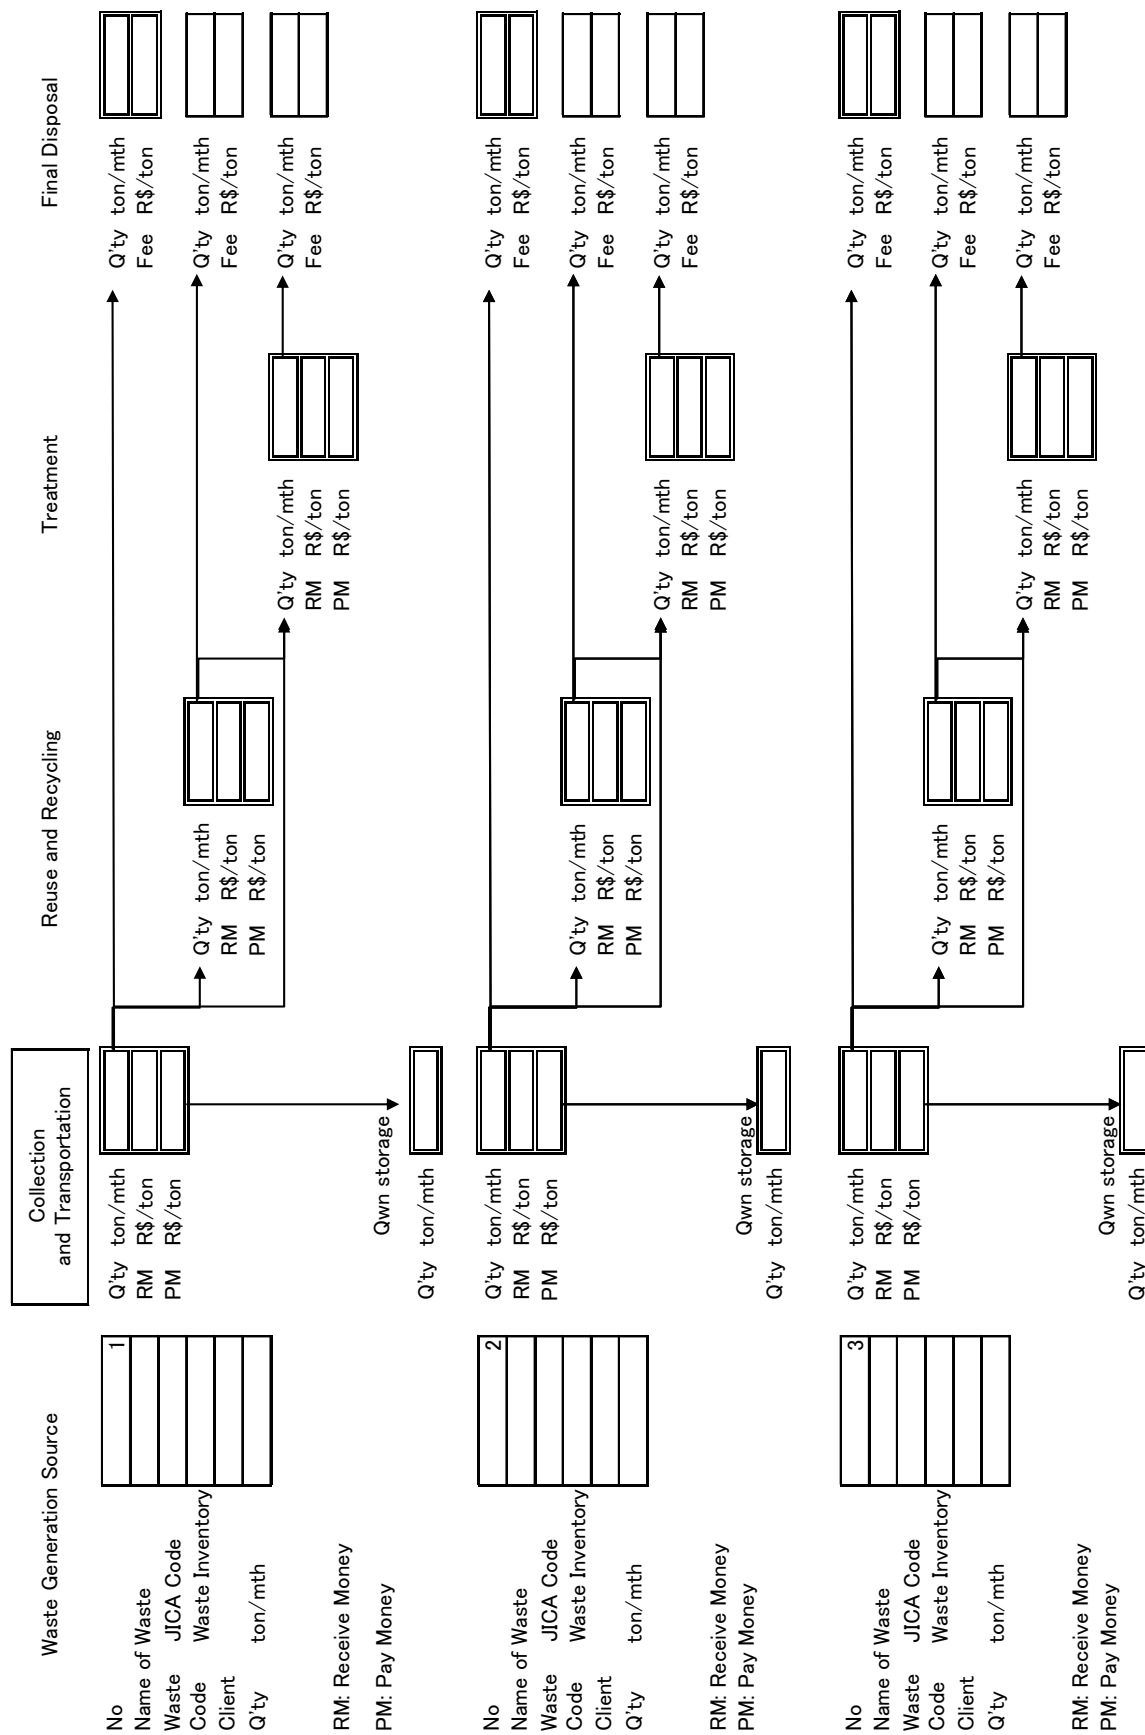 Waste Generation Source
Collection
and Transportation
Reuse and Recycling
Treatment
Final Disposal
No 1
Name of Waste
Waste JICA Code
Code Waste Inventory
Client
Q'ty ton/mth
RM: Receive Money
PM: Pay Money
Q'ty ton/mth
RM R$/ton
PM R$/ton
Qwn storage
Q'ty ton/mth
Q'ty ton/mth
RM R$/ton
PM R$/ton
Q'ty ton/mth
RM R$/ton
PM R$/ton
Q'ty ton/mth
Fee R$/ton
Q'ty ton/mth
Fee R$/ton
Q'ty ton/mth
Fee R$/ton
No 2
Name of Waste
Waste JICA Code
Code Waste Inventory
Client
Q'ty ton/mth
RM: Receive Money
PM: Pay Money
Q'ty ton/mth
RM R$/ton
PM R$/ton
Qwn storage
Q'ty ton/mth
Q'ty ton/mth
RM R$/ton
PM R$/ton
Q'ty ton/mth
RM R$/ton
PM R$/ton
Q'ty ton/mth
Fee R$/ton
Q'ty ton/mth
Fee R$/ton
Q'ty ton/mth
Fee R$/ton
No 3
Name of Waste
Waste JICA Code
Code Waste Inventory
Client
Q'ty ton/mth
RM: Receive Money
PM: Pay Money
Q'ty ton/mth
RM R$/ton
PM R$/ton
Qwn storage
Q'ty ton/mth
Q'ty ton/mth
RM R$/ton
PM R$/ton
Q'ty ton/mth
RM R$/ton
PM R$/ton
Q'ty ton/mth
Fee R$/ton
Q'ty ton/mth
Fee R$/ton
Q'ty ton/mth
Fee R$/ton